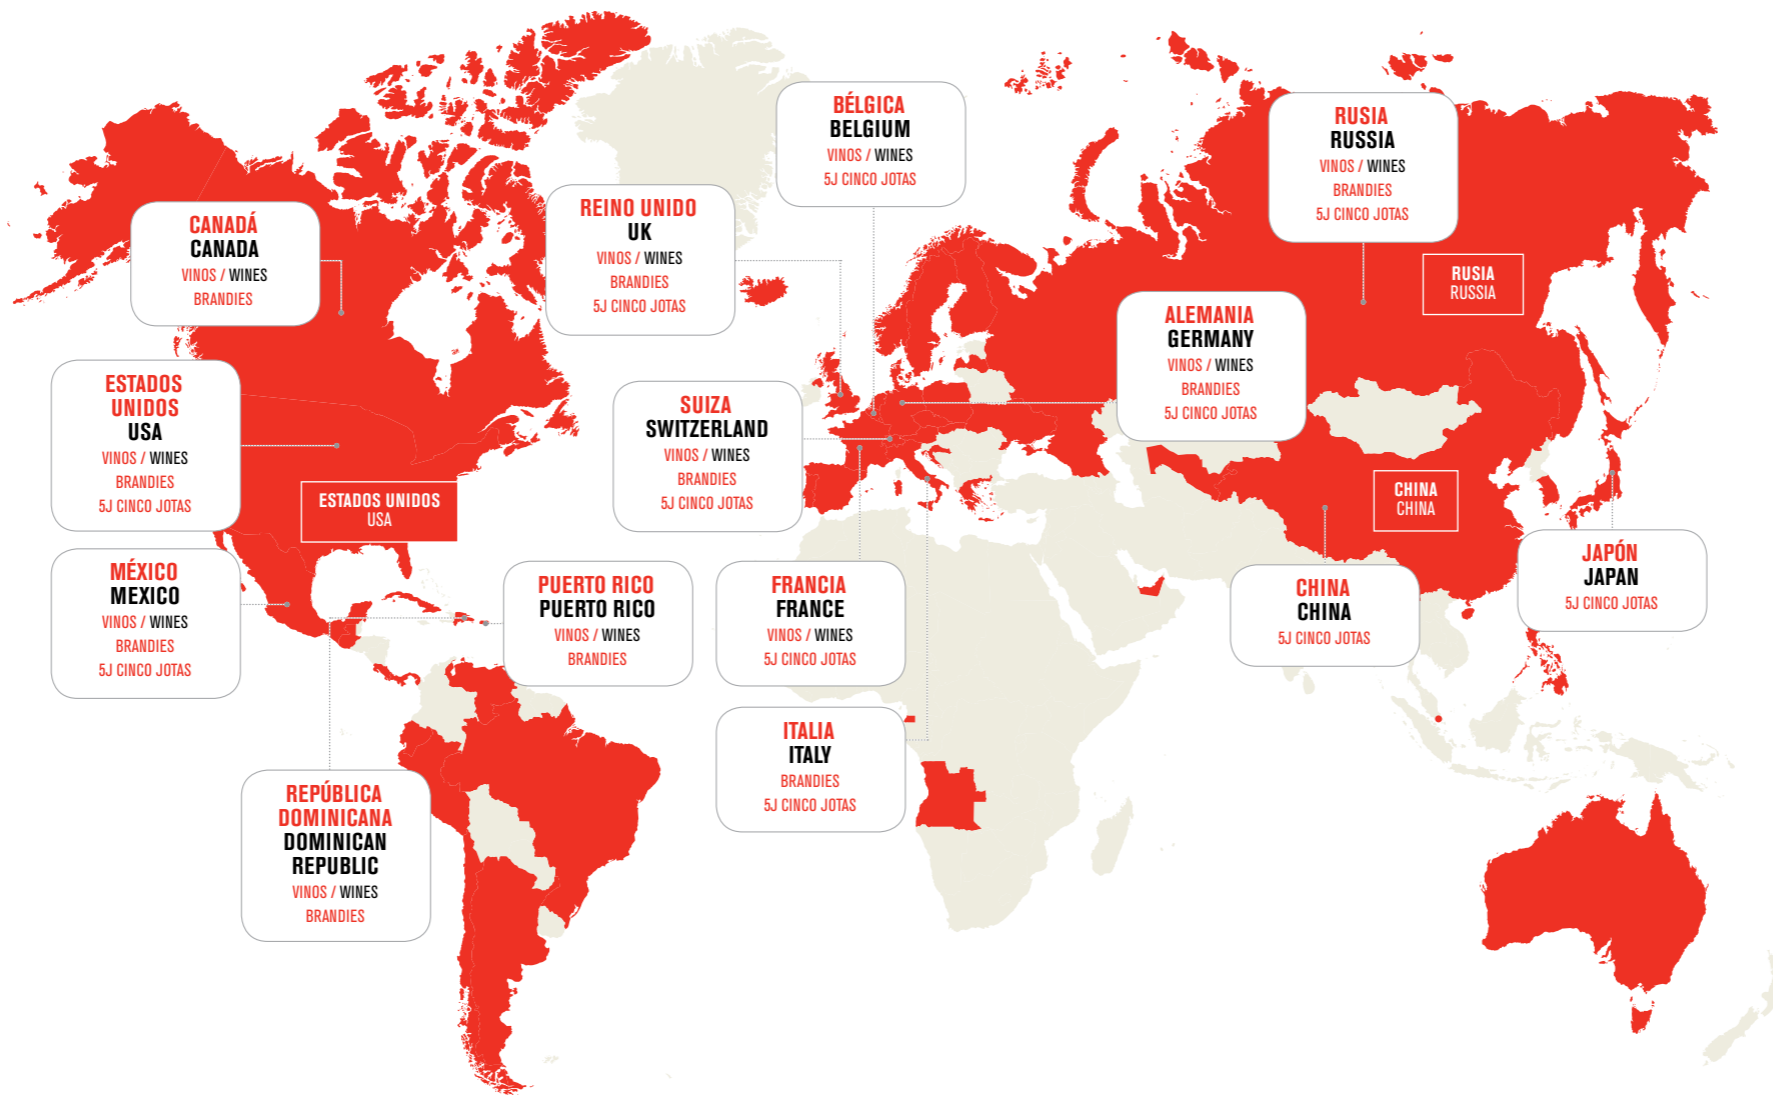 BÉLGICA
BELGIUM
VINOS / WINES
5J CINCO JOTAS
RUSIA
RUSSIA
VINOS / WINES
BRANDIES
5J CINCO JOTAS
REINO UNIDO
UK
VINOS / WINES
BRANDIES
5J CINCO JOTAS
CANADÁ
CANADA
VINOS / WINES
BRANDIES
RUSIA
RUSSIA
ALEMANIA
GERMANY
VINOS / WINES
BRANDIES
5J CINCO JOTAS
ESTADOS
UNIDOS
USA
VINOS / WINES
BRANDIES
5J CINCO JOTAS
SUIZA
SWITZERLAND
VINOS / WINES
BRANDIES
5J CINCO JOTAS
ESTADOS UNIDOS
USA
CHINA
CHINA
MÉXICO
MEXICO
VINOS / WINES
BRANDIES
5J CINCO JOTAS
PUERTO RICO
PUERTO RICO
VINOS / WINES
BRANDIES
FRANCIA
FRANCE
VINOS / WINES
5J CINCO JOTAS
CHINA
CHINA
5J CINCO JOTAS
JAPÓN
JAPAN
5J CINCO JOTAS
ITALIA
ITALY
BRANDIES
5J CINCO JOTAS
REPÚBLICA
DOMINICANA
DOMINICAN
REPUBLIC
VINOS / WINES
BRANDIES